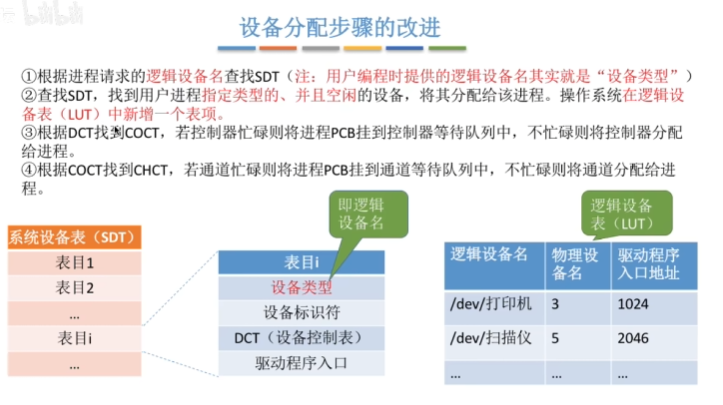 bilibili
设备分配步骤的改进
①根据进程请求的逻辑设备名查找SDT（注：用户编程时提供的逻辑设备名其实就是“设备类型”）
②查找SDT，找到用户进程指定类型的、并且空闲的设备，将其分配给该进程。操作系统在逻辑设
备表（LUT）中新增一个表项。
③根据DCT找到COCT，若控制器忙碌则将进程PCB挂到控制器等待队列中，不忙碌则将控制器分配
给进程。
④根据COCT找到CHCT，若通道忙碌则将进程PCB挂到通道等待队列中，不忙碌则将通道分配给进
程。
即逻辑
设备名
逻辑设备
表（LUT）
系统设备表（SDT）
表目1
表目2
...
表目i
...
表目i
设备类型
设备标识符
DCT（设备控制表）
驱动程序入口
逻辑设备名 物理设 驱动程序
备名 入口地址
/dev/打印机 3 1024
/dev/扫描仪 5 2046
... ... ...